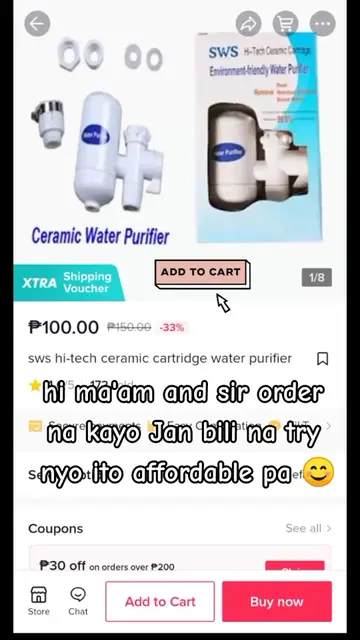 SWS Hi-Tech Ceramic Cartridge
Environment-friendly Water Purifier
Ceramic Water Purifier
XTRA Shipping Voucher
ADD TO CART
1/8
₱100.00 ₱150.00 -33%
sws hi-tech ceramic cartridge water purifier
hi ma'am and sir order
na kayo Jan bili na try
nyo ito affordable pa 😊
Coupons See all >
₱30 off on orders over ₱200
Store Chat Add to Cart Buy now